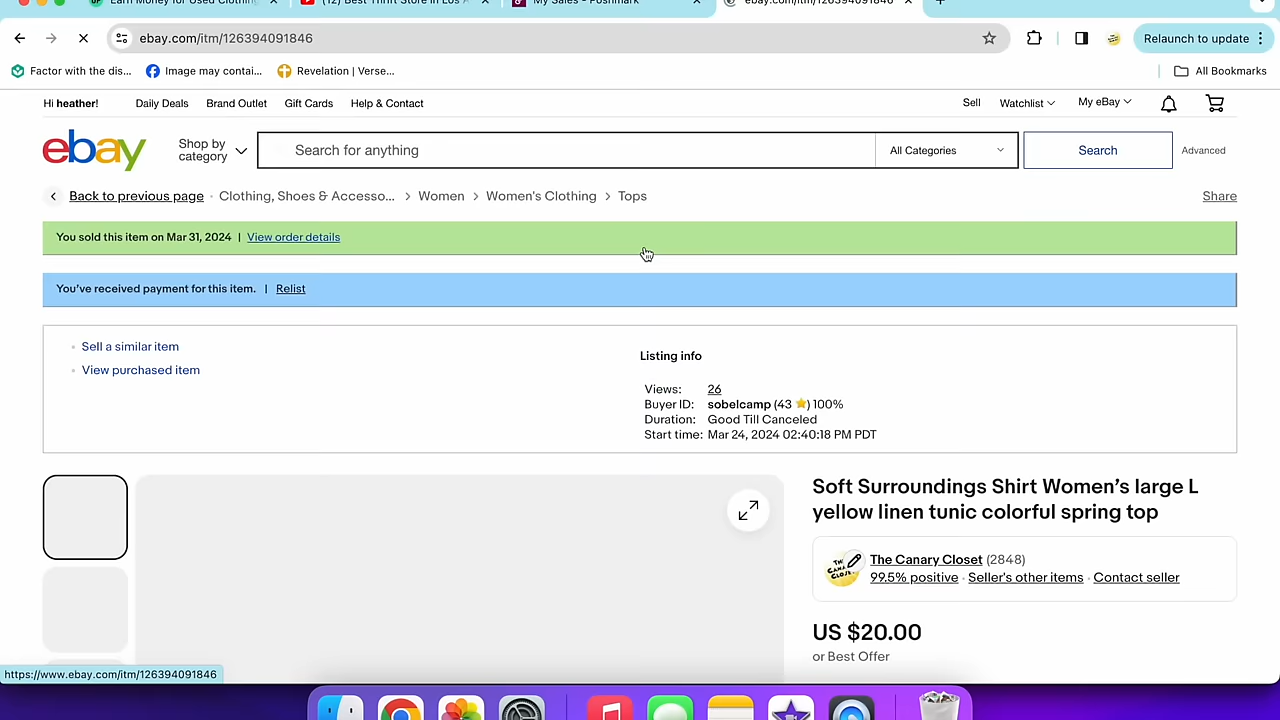 Earn Money for Used Clothin
(12) Best Thrift Store in Los A
My Sales - Poshmark
ebay.com/itm/126394091846
ebay.com/itm/126394091846
Relaunch to update
Factor with the dis...
Image may contai...
Revelation | Verse...
All Bookmarks
Hi heather!
Daily Deals
Brand Outlet
Gift Cards
Help & Contact
Sell
Watchlist
My eBay
ebay
Shop by category
Search for anything
All Categories
Search
Advanced
Back to previous page · Clothing, Shoes & Accesso... > Women > Women's Clothing > Tops
Share
You sold this item on Mar 31, 2024 | View order details
You've received payment for this item. | Relist
Sell a similar item
View purchased item
Listing info
Views: 26
Buyer ID: sobelcamp (43 ) 100%
Duration: Good Till Canceled
Start time: Mar 24, 2024 02:40:18 PM PDT
Soft Surroundings Shirt Women's large L
yellow linen tunic colorful spring top
The Canary Closet (2848)
99.5% positive · Seller's other items · Contact seller
US $20.00
or Best Offer
https://www.ebay.com/itm/126394091846